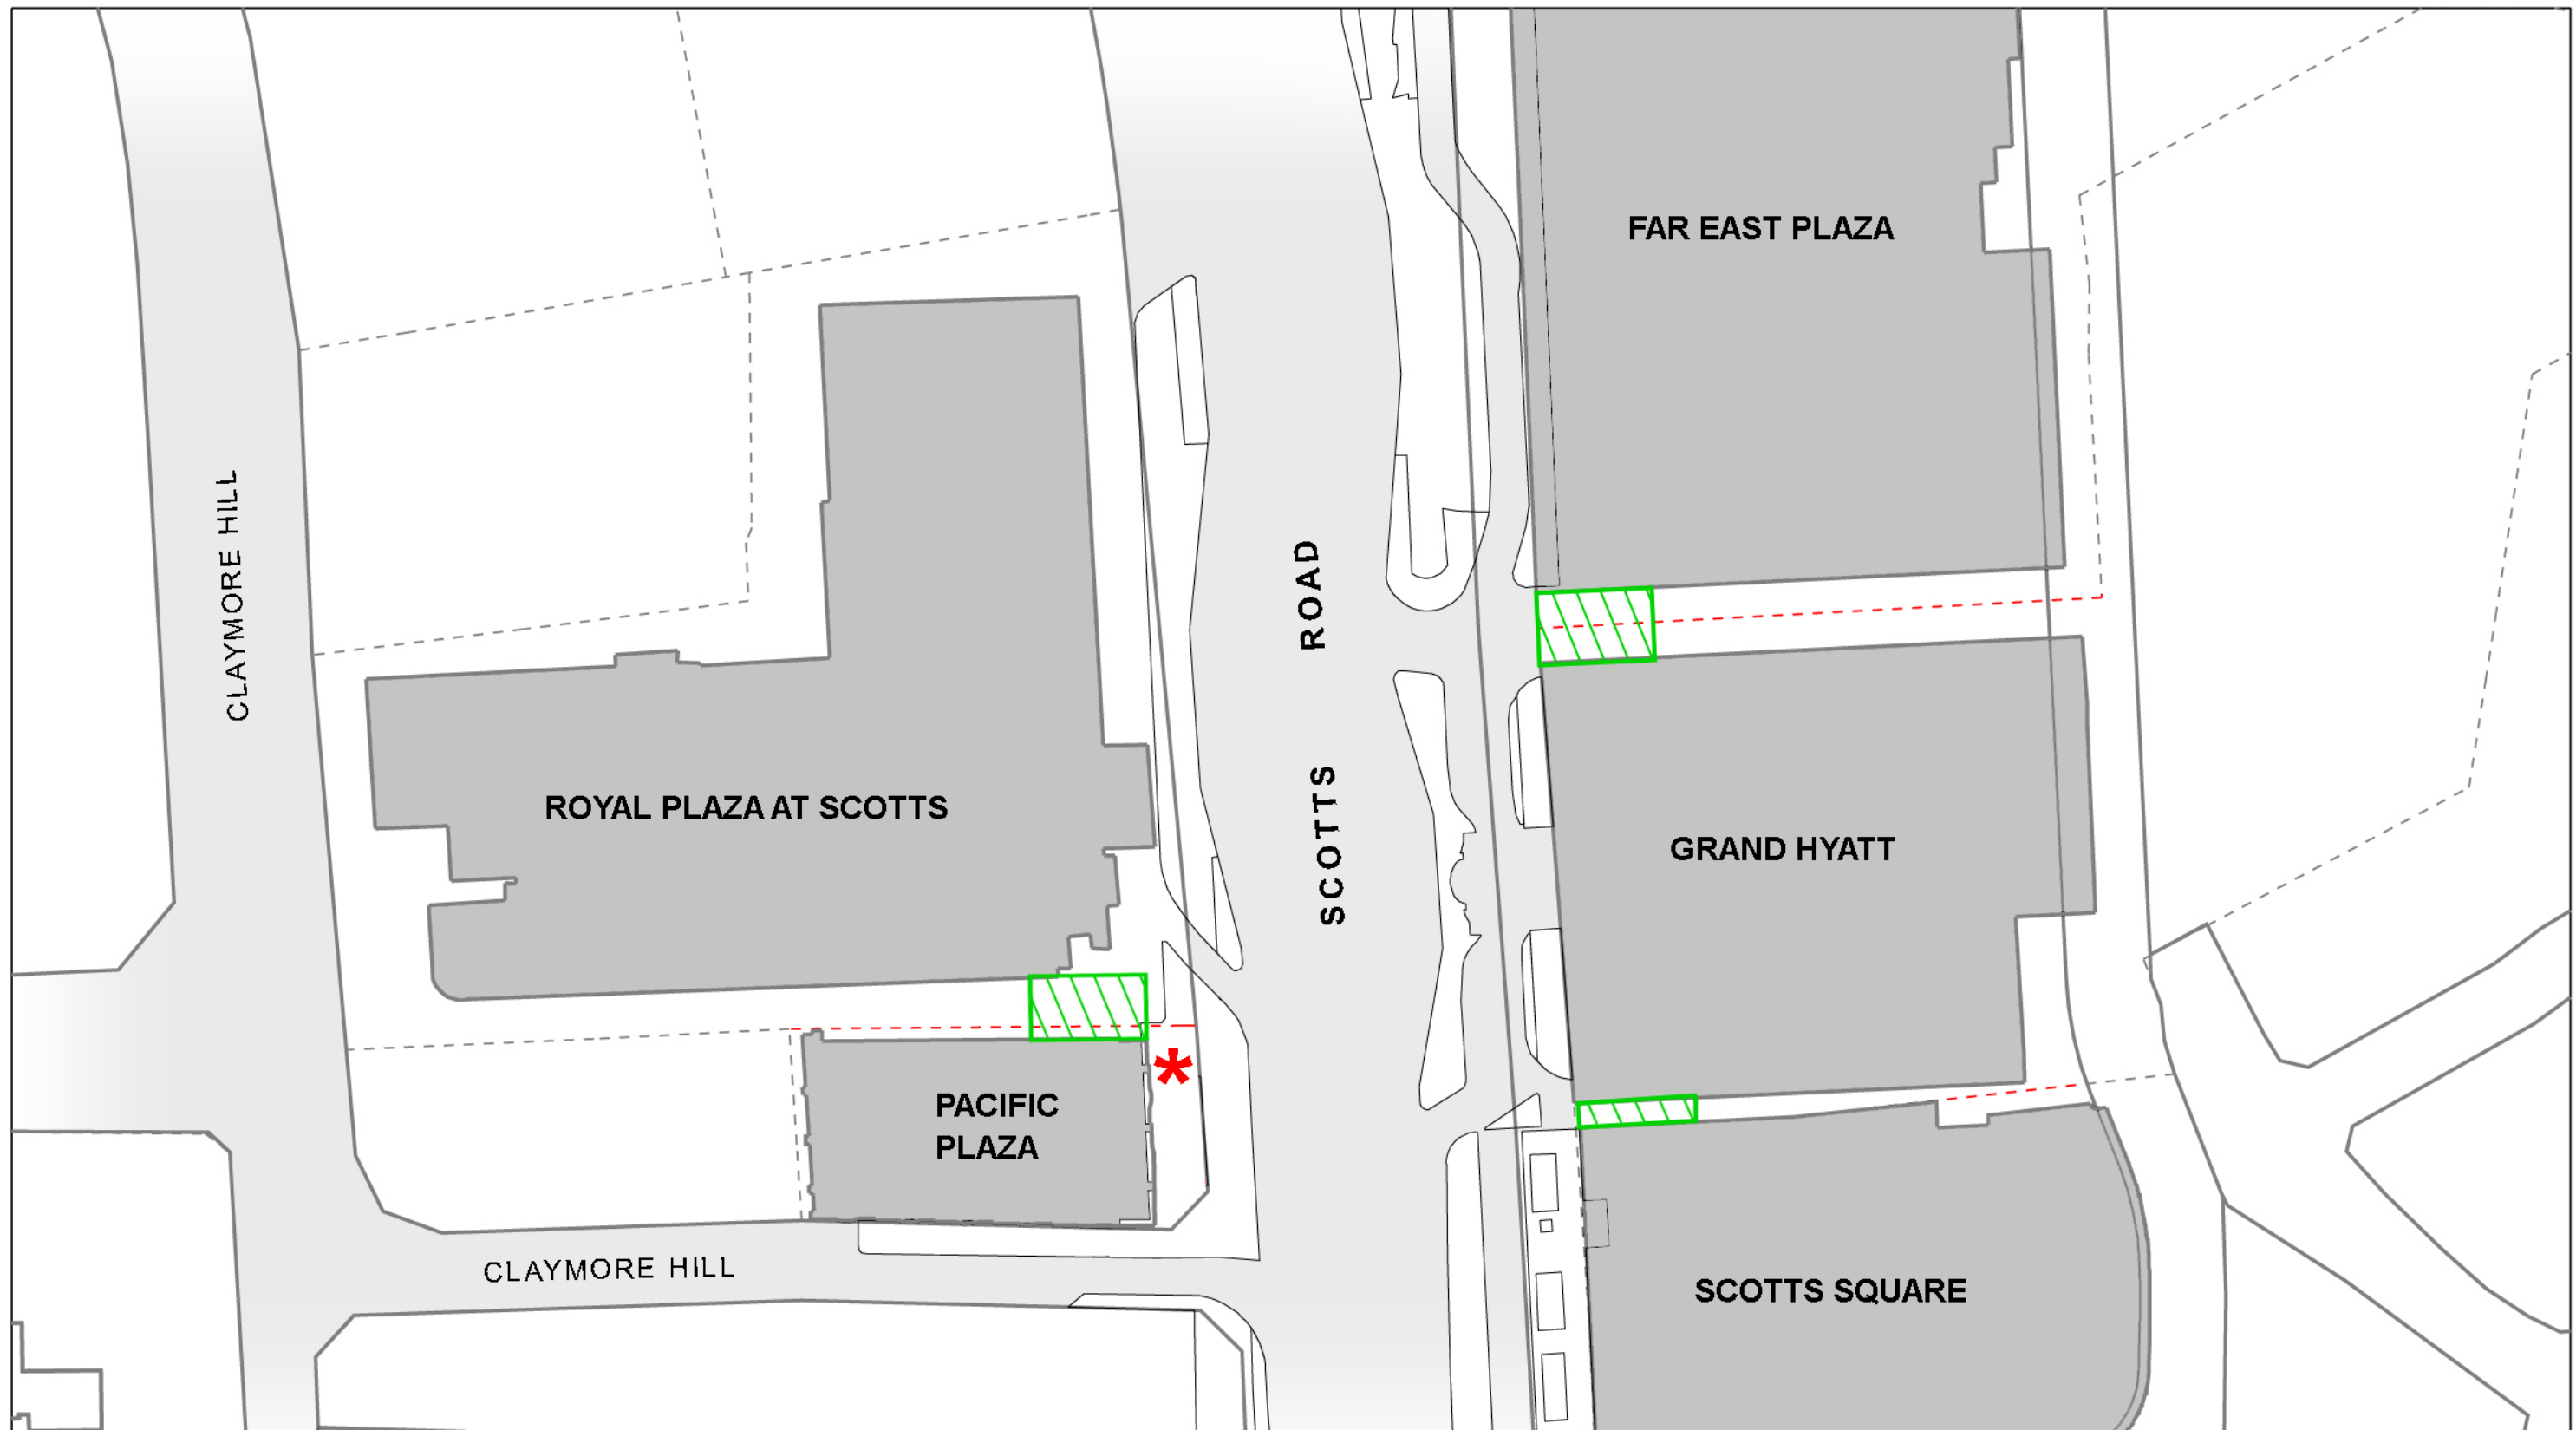 FAR EAST PLAZA
CLAYMORE HILL
SCOTTS ROAD
ROYAL PLAZA AT SCOTTS
GRAND HYATT
*
PACIFIC
PLAZA
CLAYMORE HILL
SCOTTS SQUARE